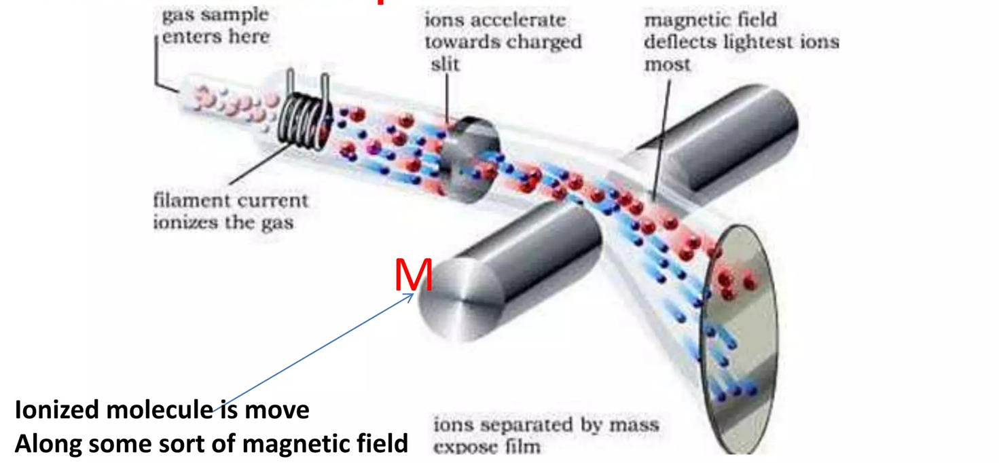 gas sample
enters here
ions accelerate
towards charged
slit
magnetic field
deflects lightest ions
most
filament current
ionizes the gas
M
Ionized molecule is move
Along some sort of magnetic field
ions separated by mass
expose film